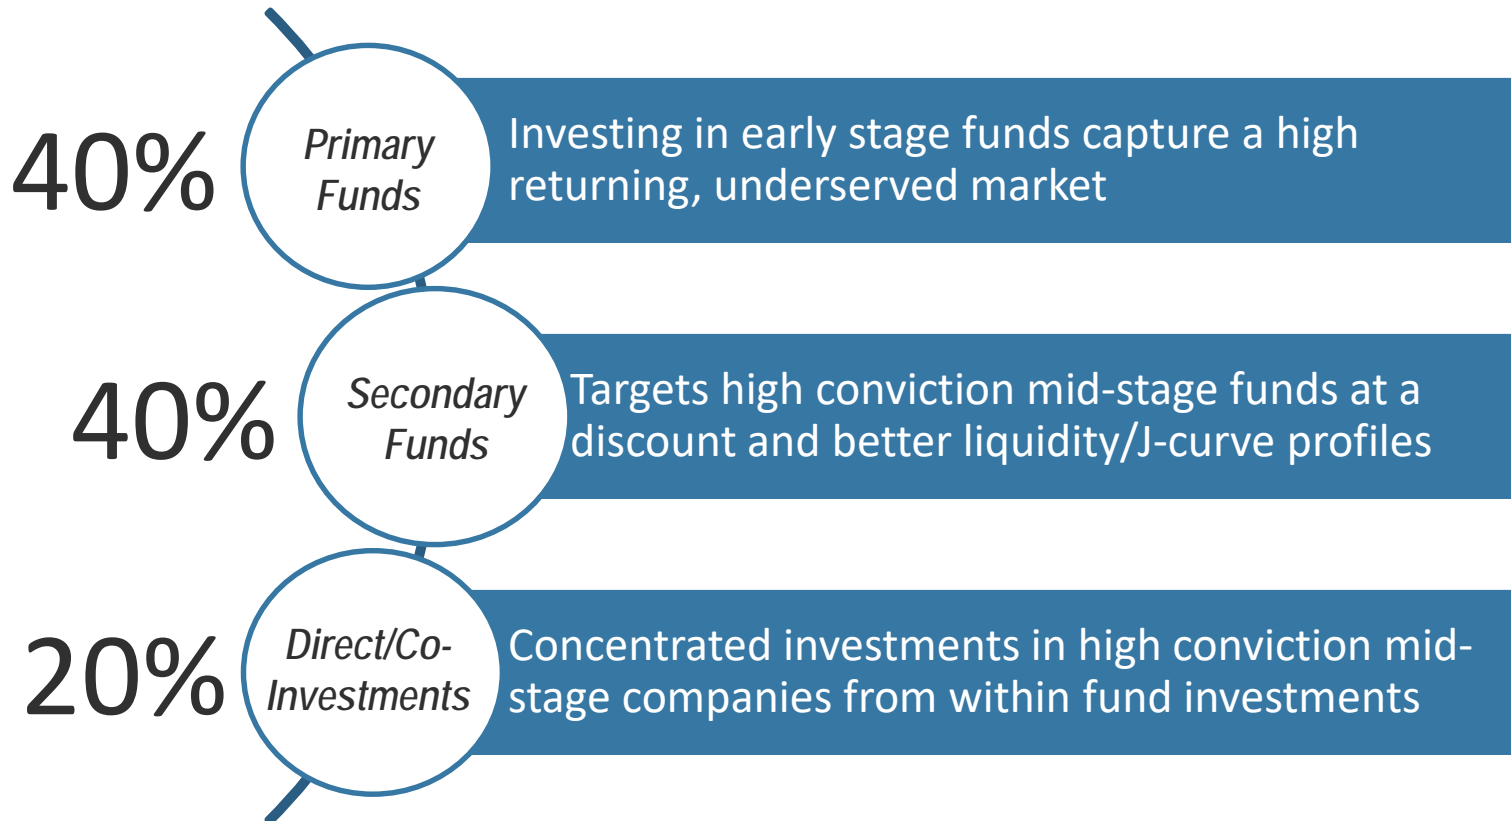 40%
Primary
Funds
Investing in early stage funds capture a high
returning, underserved market
40%
Secondary
Funds
Targets high conviction mid-stage funds at a
discount and better liquidity/J-curve profiles
20%
Direct/Co-
Investments
Concentrated investments in high conviction mid-
stage companies from within fund investments